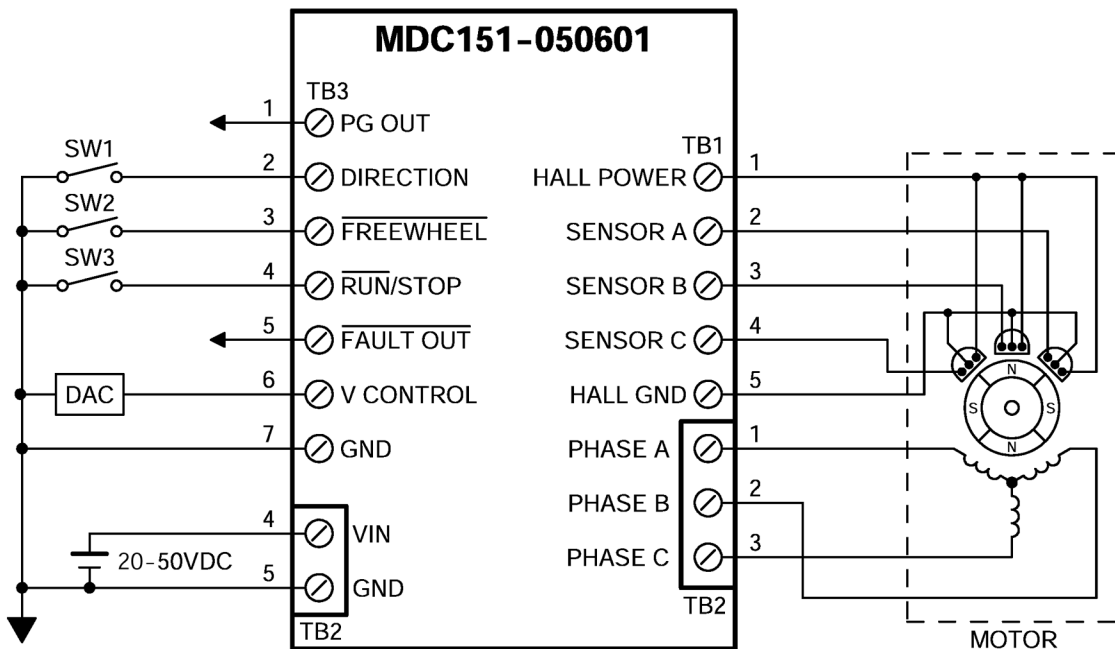 MDC151-050601
TB3
1
PG OUT
SW1
2
DIRECTION
SW2
3
FREEWHEEL
SW3
4
RUN/STOP
5
FAULT OUT
DAC
6
V CONTROL
7
GND
4
VIN
20-50VDC
5
GND
TB2
TB1
HALL POWER
1
SENSOR A
2
SENSOR B
3
SENSOR C
4
HALL GND
5
PHASE A
1
PHASE B
2
PHASE C
3
TB2
N
S
S
N
MOTOR